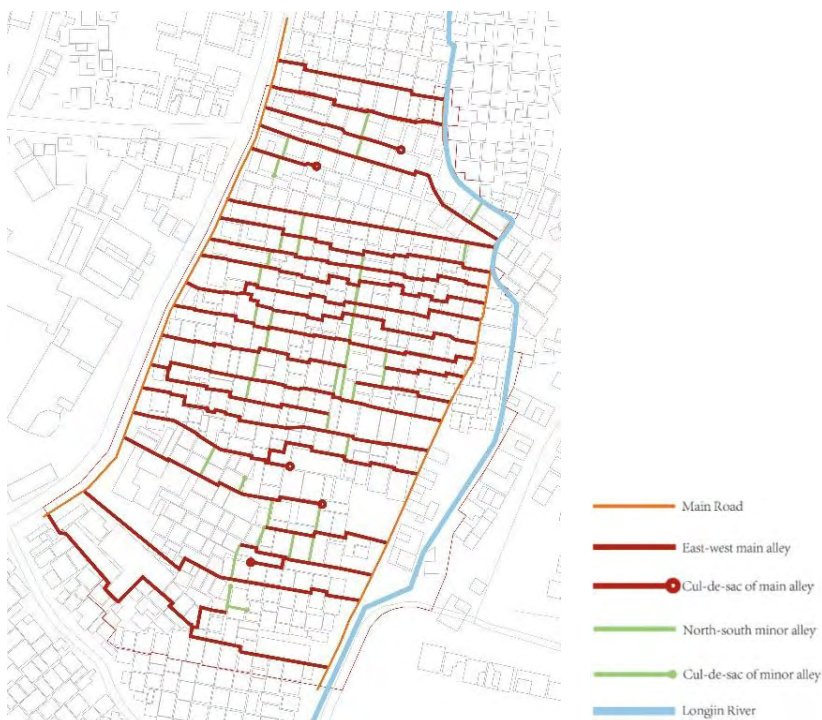 Main Road
East-west main alley
Cul-de-sac of main alley
North-south minor alley
Cul-de-sac of minor alley
Longjin River